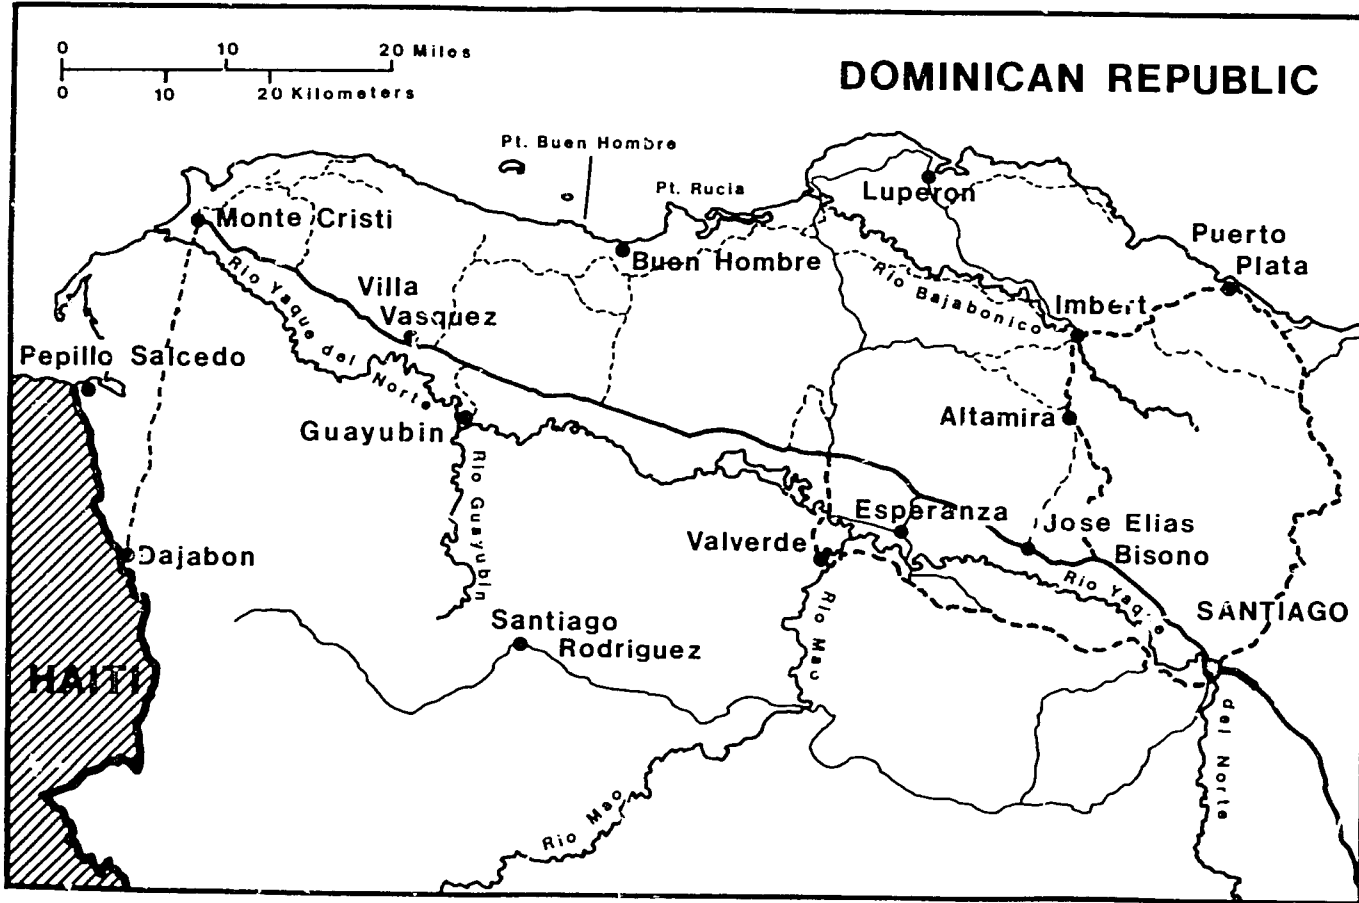 0 10 20 Miles
0 10 20 Kilometers
DOMINICAN REPUBLIC
Pt. Buen Hombre
Pt. Rucia
Luperon
Monte Cristi
Buen Hombre
Puerto
Plata
Rio Yaque del Norte
Villa
Vasquez
Rio Bajabonico
Imbert
Pepillo Salcedo
Guayubin
Altamira
Rio Guayubin
Esperanza
Jose Elias
Bisono
Valverde
Dajabon
Rio Yaque
SANTIAGO
Rio Mao
Santiago
Rodriguez
HAITI
del Norte
Rio Mao